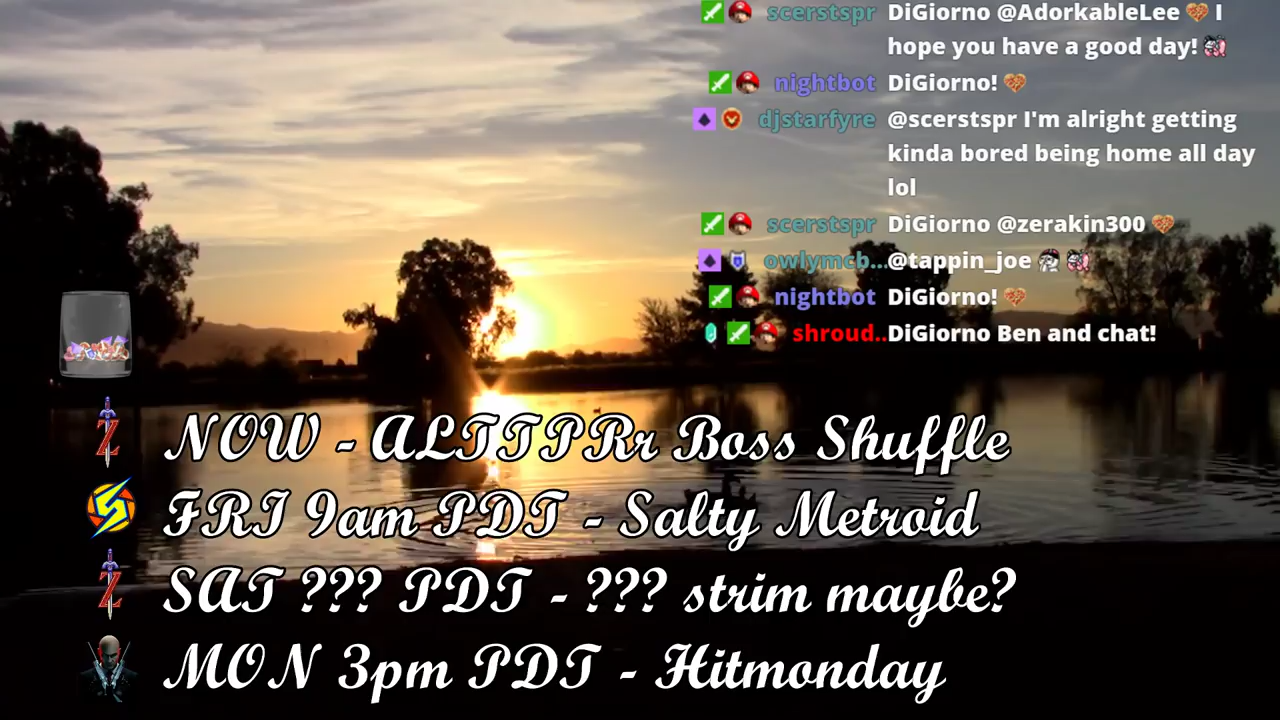 scerstspr DiGiorno @AdorkableLee I
hope you have a good day!
nightbot DiGiorno!
djstarfyre @scerstspr I'm alright getting
kinda bored being home all day
lol
scerstspr DiGiorno @zerakin300
owlymcb... @tappin_joe
nightbot DiGiorno!
shroud.. DiGiorno Ben and chat!
NOW - ALTTPRr Boss Shuffle
FRI 9am PDT - Salty Metroid
SAT ??? PDT - ??? strim maybe?
MON 3pm PDT - Hitmonday